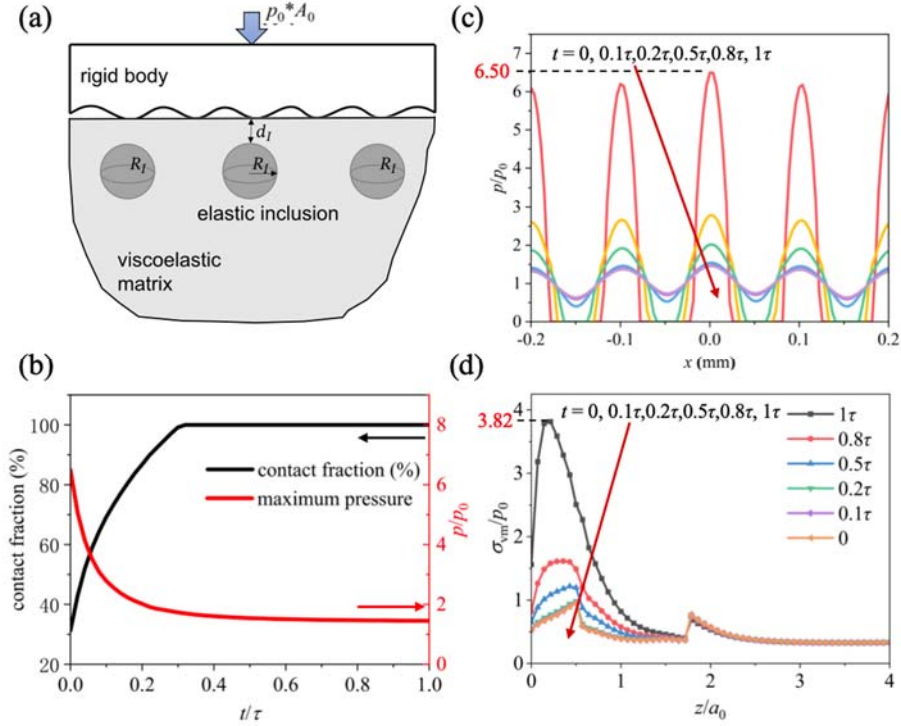 (a)
p₀*A₀
rigid body
d_I
R_I
R_I
R_I
elastic inclusion
viscoelastic
matrix
(b)
100
80
60
40
20
contact fraction (%)
contact fraction (%)
maximum pressure
8
6
4
2
0
p/p₀
0.0
0.2
0.4
0.6
0.8
1.0
t/τ
(c)
t = 0, 0.1τ,0.2τ,0.5τ,0.8τ, 1τ
6.50
7
6
5
4
3
2
1
0
p/p₀
-0.2
-0.1
0.0
0.1
0.2
x (mm)
(d)
t = 0, 0.1τ,0.2τ,0.5τ,0.8τ, 1τ
3.82
4
3
2
1
0
σvm/p₀
1τ
0.8τ
0.5τ
0.2τ
0.1τ
0
0
1
2
3
4
z/a₀